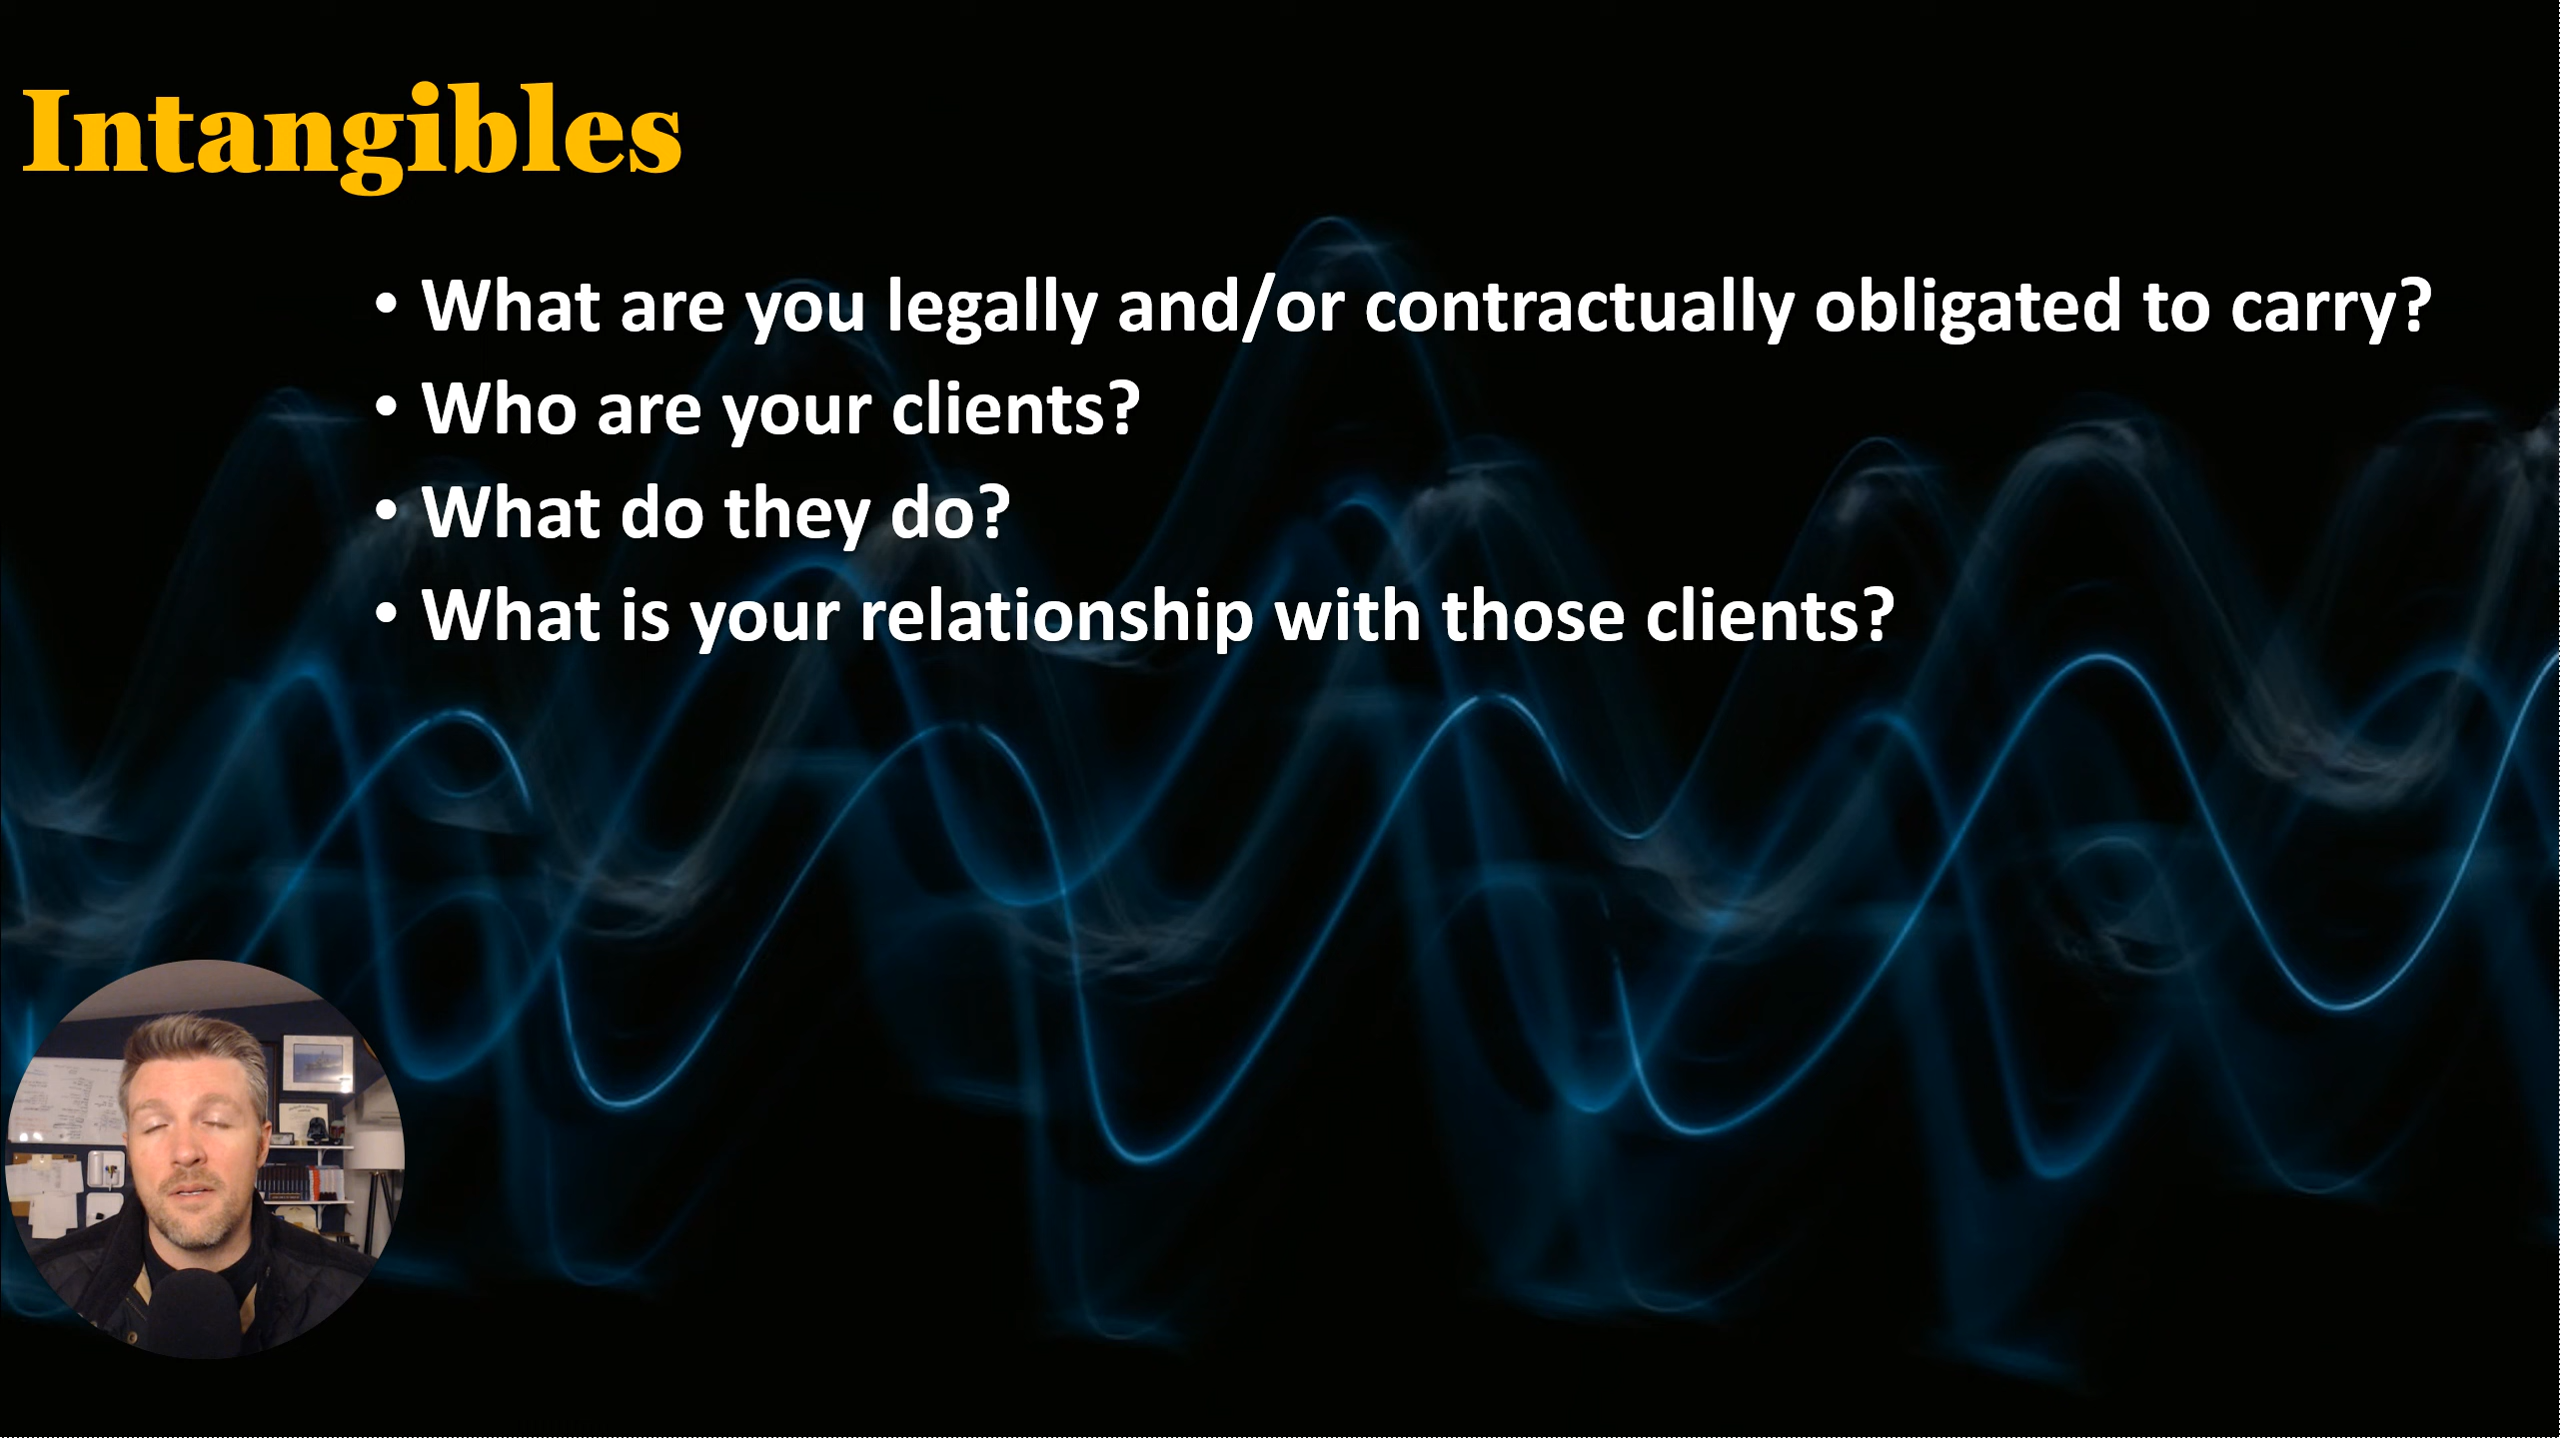 Intangibles
• What are you legally and/or contractually obligated to carry?
• Who are your clients?
• What do they do?
• What is your relationship with those clients?